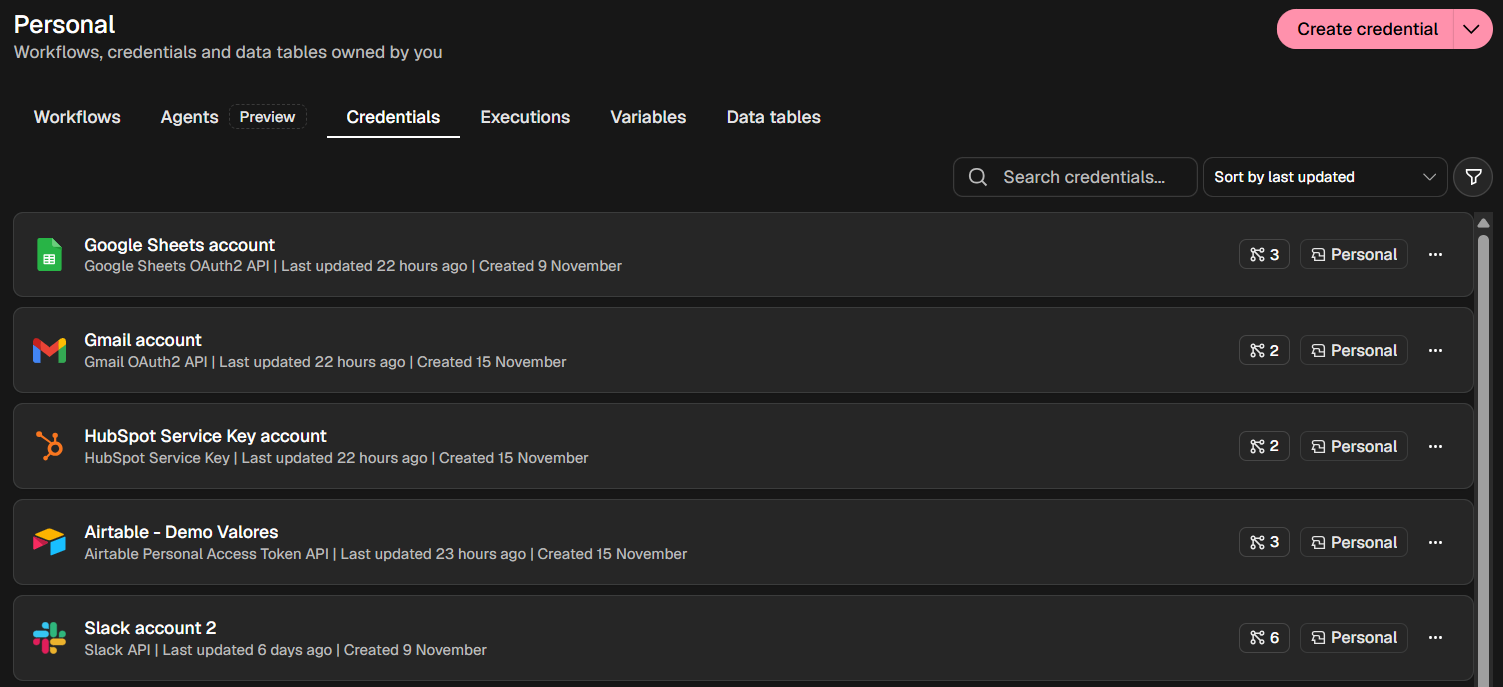 Personal
Create credential
Workflows, credentials and data tables owned by you
Workflows Agents Preview Credentials Executions Variables Data tables
Search credentials... Sort by last updated
Google Sheets account
Google Sheets OAuth2 API | Last updated 22 hours ago | Created 9 November
3 Personal
Gmail account
Gmail OAuth2 API | Last updated 22 hours ago | Created 15 November
2 Personal
HubSpot Service Key account
HubSpot Service Key | Last updated 22 hours ago | Created 15 November
2 Personal
Airtable - Demo Valores
Airtable Personal Access Token API | Last updated 23 hours ago | Created 15 November
3 Personal
Slack account 2
Slack API | Last updated 6 days ago | Created 9 November
6 Personal